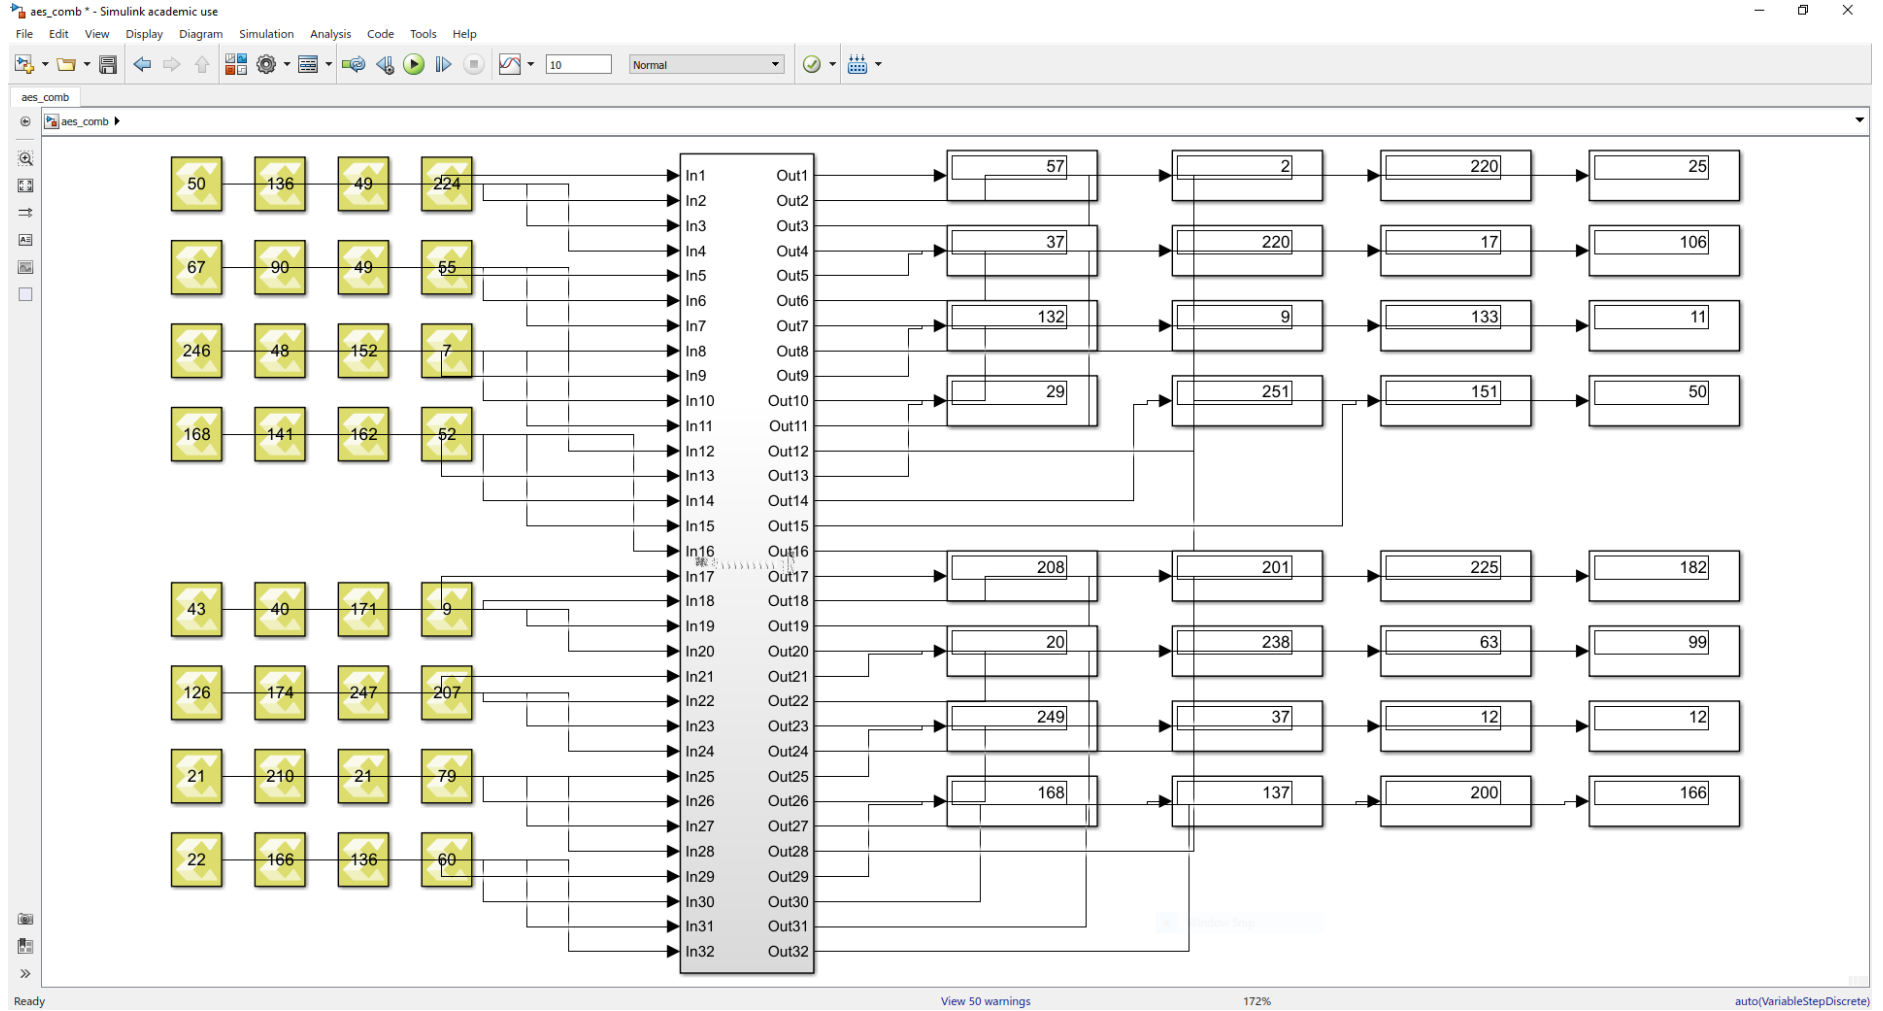 aes_comb * - Simulink academic use
File Edit View Display Diagram Simulation Analysis Code Tools Help
10 Normal
aes_comb
aes_comb
50 136 49 224
67 90 49 55
246 48 152 7
168 141 162 52
43 40 171 9
126 174 247 207
21 210 21 79
22 166 136 60
In1 Out1
In2 Out2
In3 Out3
In4 Out4
In5 Out5
In6 Out6
In7 Out7
In8 Out8
In9 Out9
In10 Out10
In11 Out11
In12 Out12
In13 Out13
In14 Out14
In15 Out15
In16 Out16
In17 Out17
In18 Out18
In19 Out19
In20 Out20
In21 Out21
In22 Out22
In23 Out23
In24 Out24
In25 Out25
In26 Out26
In27 Out27
In28 Out28
In29 Out29
In30 Out30
In31 Out31
In32 Out32
57 2 220 25
37 220 17 106
132 9 133 11
29 251 151 50
208 201 225 182
20 238 63 99
249 37 12 12
168 137 200 166
Ready View 50 warnings 172% auto(VariableStepDiscrete)